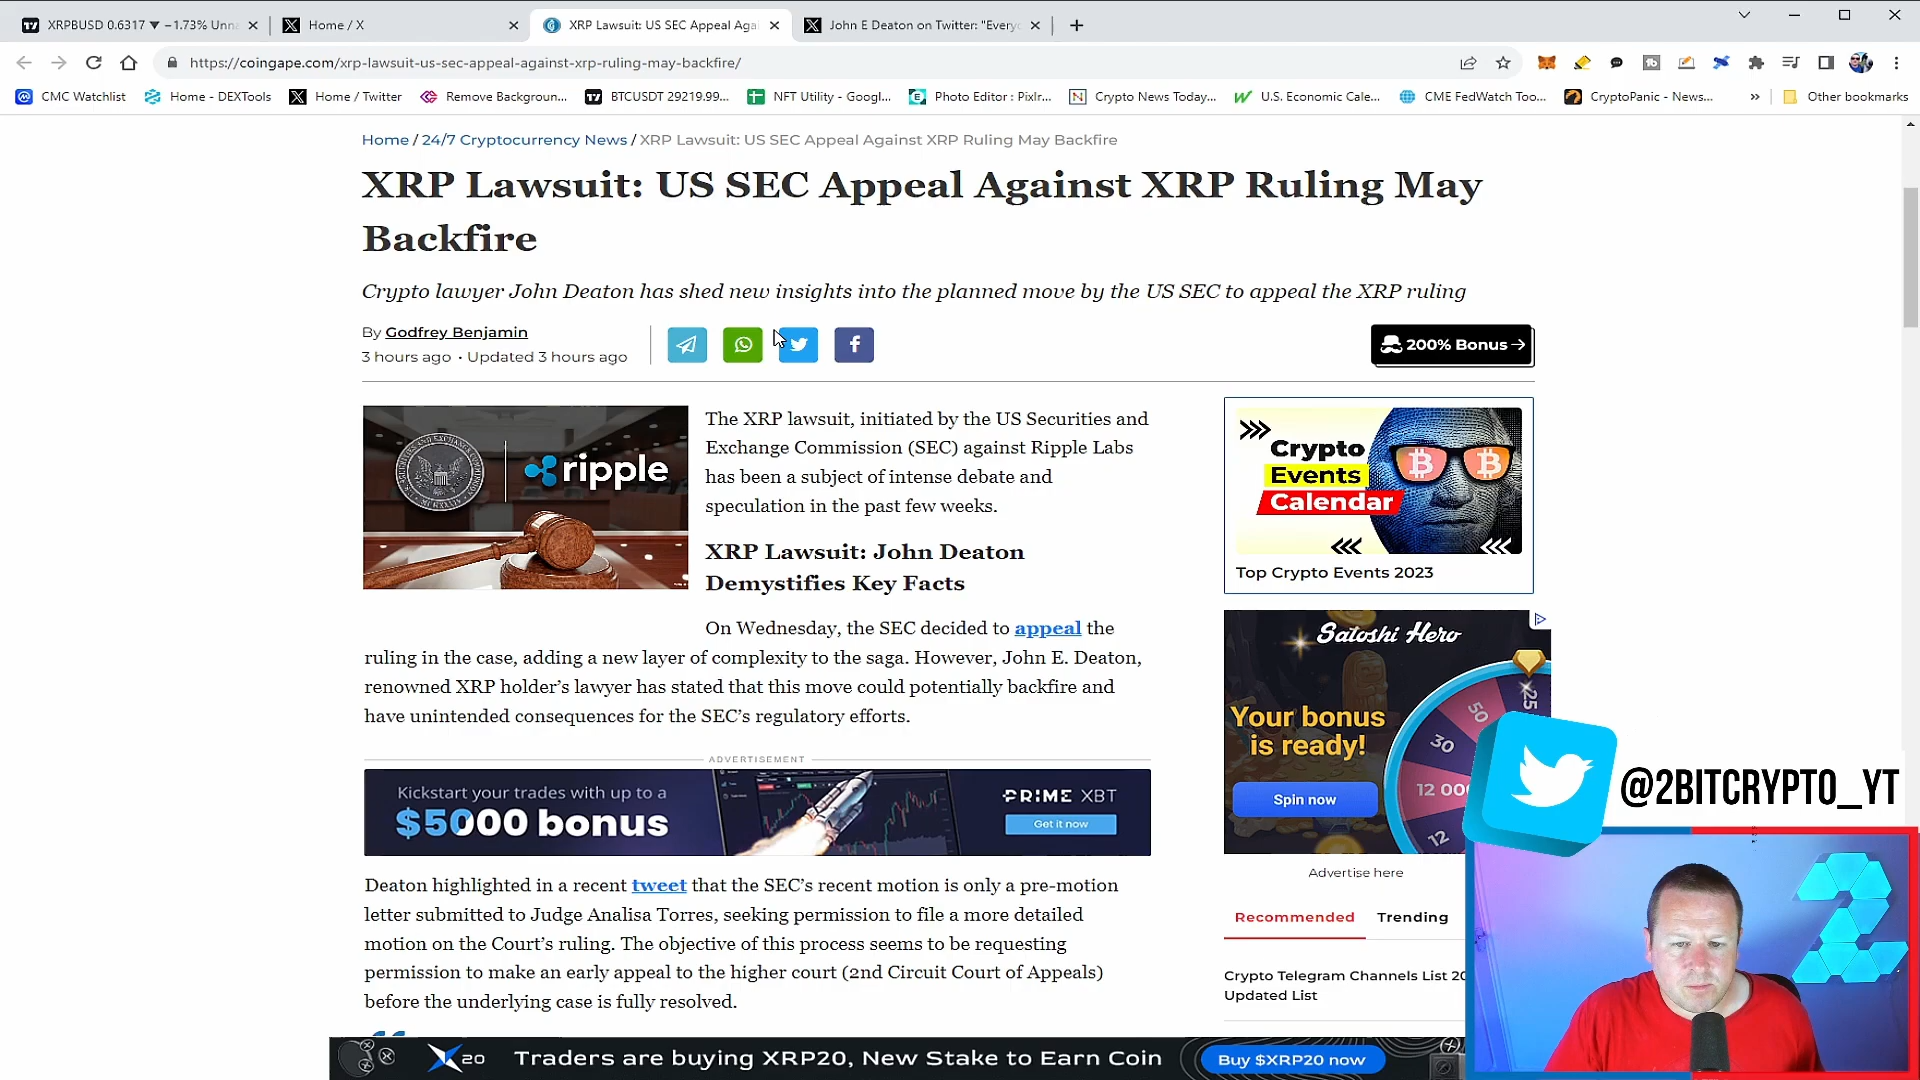 XRPBUSD 0.6317 ▼ −1.73% Unna
Home / X
XRP Lawsuit: US SEC Appeal Aga
John E Deaton on Twitter: "Every
https://coingape.com/xrp-lawsuit-us-sec-appeal-against-xrp-ruling-may-backfire/
CMC Watchlist
Home - DEXTools
Home / Twitter
Remove Backgroun...
BTCUSDT 29219.99...
NFT Utility - Googl...
Photo Editor : Pixlr...
Crypto News Today...
U.S. Economic Cale...
CME FedWatch Too...
CryptoPanic - News...
»
Other bookmarks
Home / 24/7 Cryptocurrency News / XRP Lawsuit: US SEC Appeal Against XRP Ruling May Backfire
XRP Lawsuit: US SEC Appeal Against XRP Ruling May
Backfire
Crypto lawyer John Deaton has shed new insights into the planned move by the US SEC to appeal the XRP ruling
By Godfrey Benjamin
3 hours ago • Updated 3 hours ago
200% Bonus →
ripple
The XRP lawsuit, initiated by the US Securities and
Exchange Commission (SEC) against Ripple Labs
has been a subject of intense debate and
speculation in the past few weeks.
XRP Lawsuit: John Deaton
Demystifies Key Facts
On Wednesday, the SEC decided to appeal the
ruling in the case, adding a new layer of complexity to the saga. However, John E. Deaton,
renowned XRP holder's lawyer has stated that this move could potentially backfire and
have unintended consequences for the SEC's regulatory efforts.
ADVERTISEMENT
Kickstart your trades with up to a
$5000 bonus
PRIME XBT
Get it now
Deaton highlighted in a recent tweet that the SEC's recent motion is only a pre-motion
letter submitted to Judge Analisa Torres, seeking permission to file a more detailed
motion on the Court's ruling. The objective of this process seems to be requesting
permission to make an early appeal to the higher court (2nd Circuit Court of Appeals)
before the underlying case is fully resolved.
Crypto
Events
Calendar
Top Crypto Events 2023
Satoshi Hero
Your bonus
is ready!
Spin now
25
50
30
12 00
12
Advertise here
Recommended
Trending
Crypto Telegram Channels List 20
Updated List
@2BITCRYPTO_YT
20
Traders are buying XRP20, New Stake to Earn Coin
Buy $XRP20 now